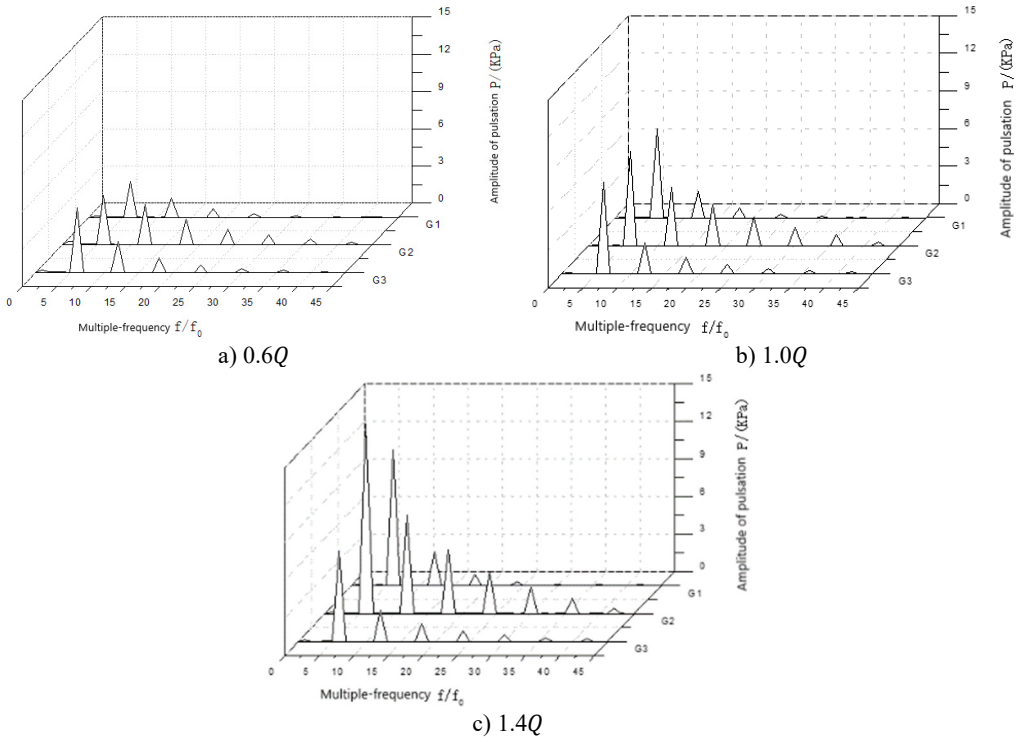 15
12
9
6
3
0
Amplitude of pulsation P/(KPa)
G1
G2
G3
0 5 10 15 20 25 30 35 40 45
Multiple-frequency f/f0
a) 0.6Q
15
12
9
6
3
0
Amplitude of pulsation P/(KPa)
G1
G2
G3
0 5 10 15 20 25 30 35 40 45
Multiple-frequency f/f0
b) 1.0Q
15
12
9
6
3
0
Amplitude of pulsation P/(KPa)
G1
G2
G3
0 5 10 15 20 25 30 35 40 45
Multiple-frequency f/f0
c) 1.4Q